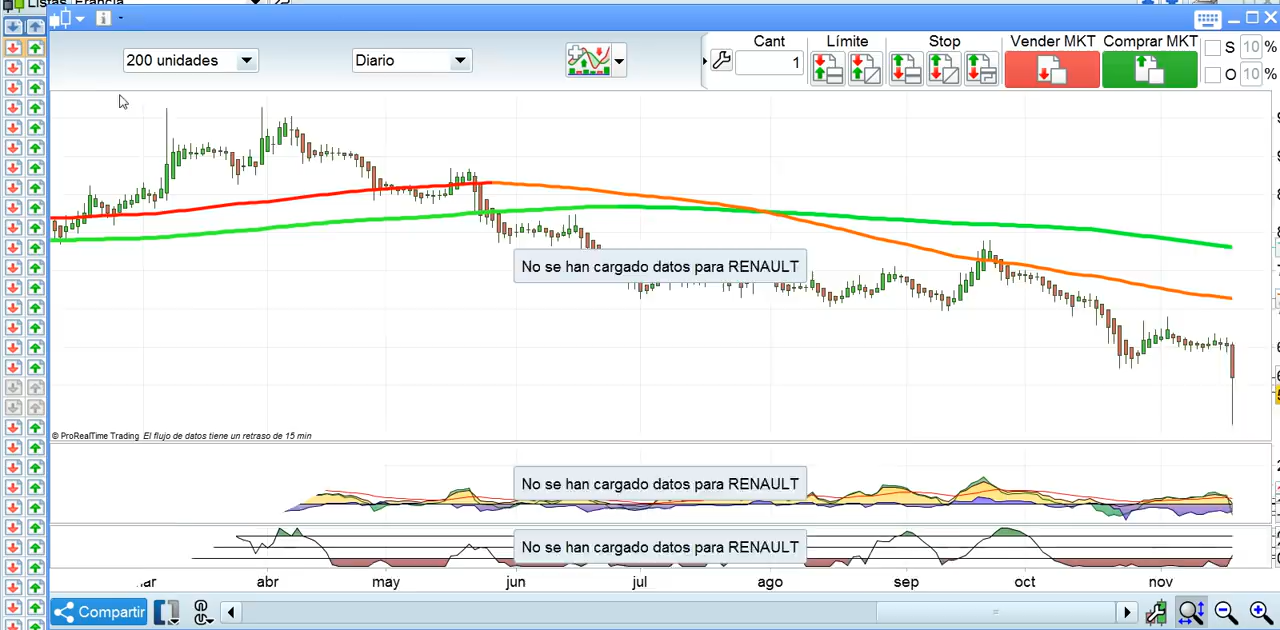 Listas Francia
200 unidades
Diario
Cant
1
Límite
Stop
Vender MKT
Comprar MKT
S 10 %
O 10 %
No se han cargado datos para RENAULT
© ProRealTime Trading El flujo de datos tiene un retraso de 15 min
No se han cargado datos para RENAULT
No se han cargado datos para RENAULT
abr may jun jul ago sep oct nov
Compartir